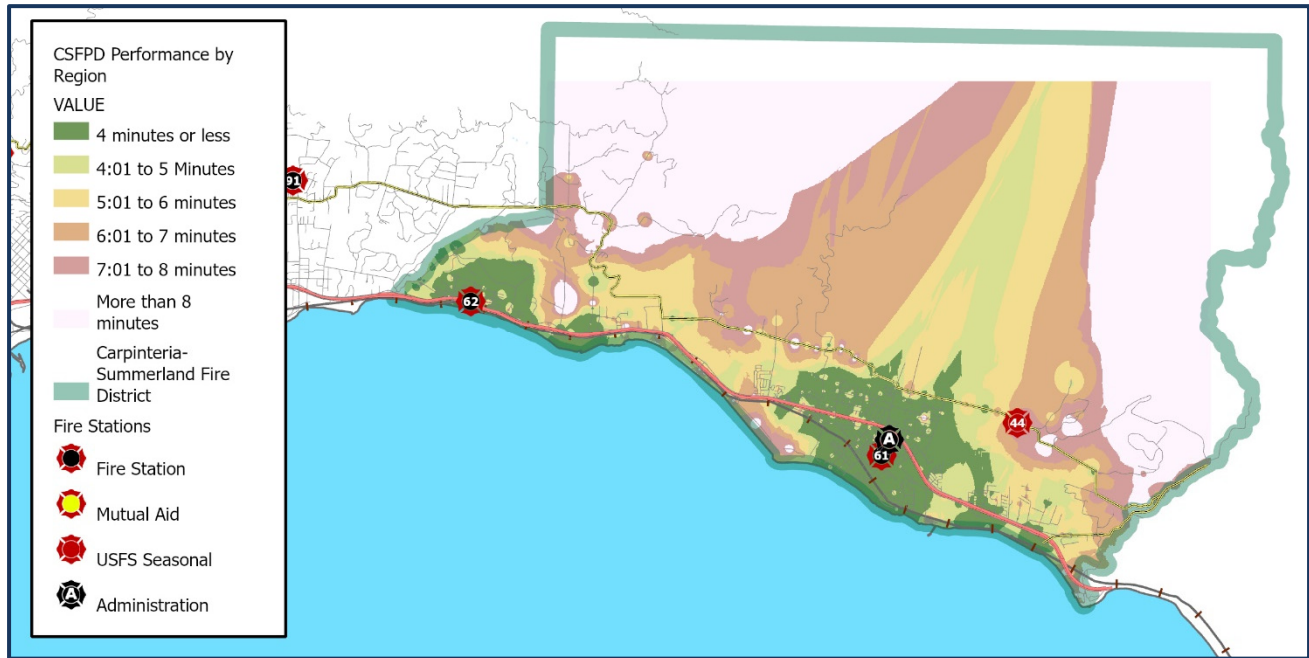 CSFPD Performance by
Region
VALUE
4 minutes or less
4:01 to 5 Minutes
5:01 to 6 minutes
6:01 to 7 minutes
7:01 to 8 minutes
More than 8
minutes
Carpinteria-
Summerland Fire
District
Fire Stations
Fire Station
Mutual Aid
USFS Seasonal
A
Administration
91
62
44
A
61